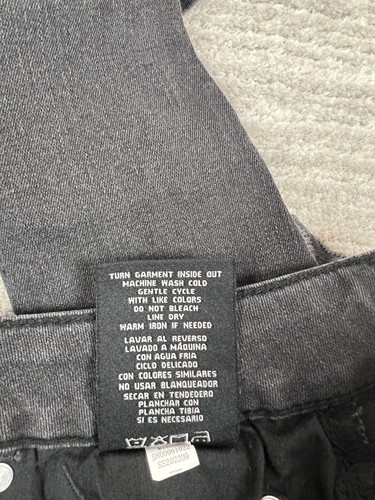 TURN GARMENT INSIDE OUT
MACHINE WASH COLD
GENTLE CYCLE
WITH LIKE COLORS
DO NOT BLEACH
LINE DRY
WARM IRON IF NEEDED
LAVAR AL REVERSO
LAVADO A MÁQUINA
CON AGUA FRIA
CICLO DELICADO
CON COLORES SIMILARES
NO USAR BLANQUEADOR
SECAR EN TENDEDERO
PLANCHAR CON
PLANCHA TIBIA
SI ES NECESARIO
SS202209